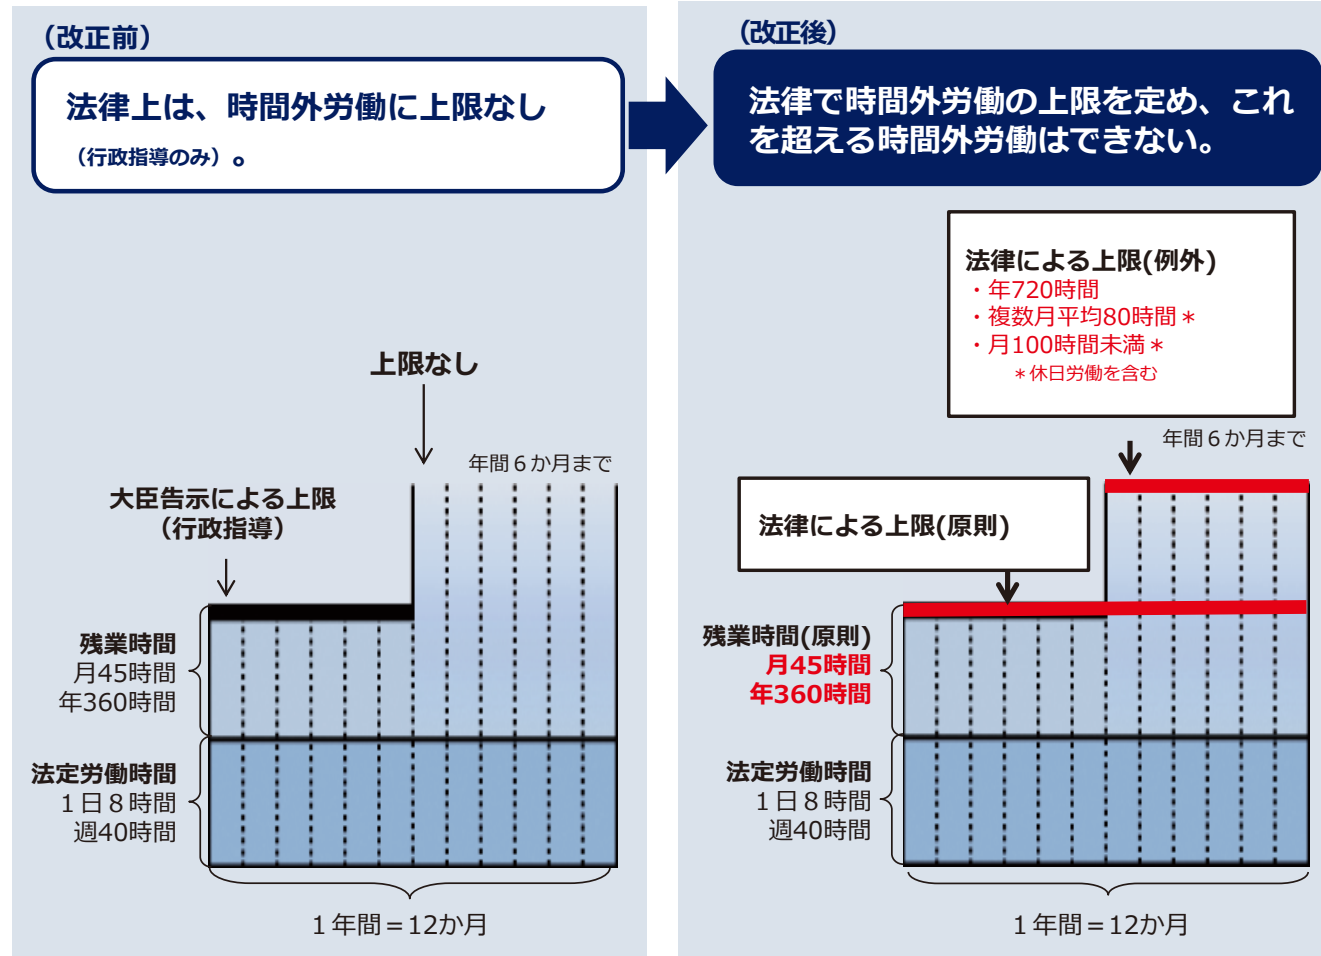 （改正前）
法律上は、時間外労働に上限なし
（行政指導のみ）。
上限なし
年間６か月まで
大臣告示による上限
（行政指導）
残業時間
月45時間
年360時間
法定労働時間
１日８時間
週40時間
１年間＝12か月
（改正後）
法律で時間外労働の上限を定め、これ
を超える時間外労働はできない。
法律による上限(例外)
・年720時間
・複数月平均80時間＊
・月100時間未満＊
＊休日労働を含む
年間６か月まで
法律による上限(原則)
残業時間(原則)
月45時間
年360時間
法定労働時間
１日８時間
週40時間
１年間＝12か月